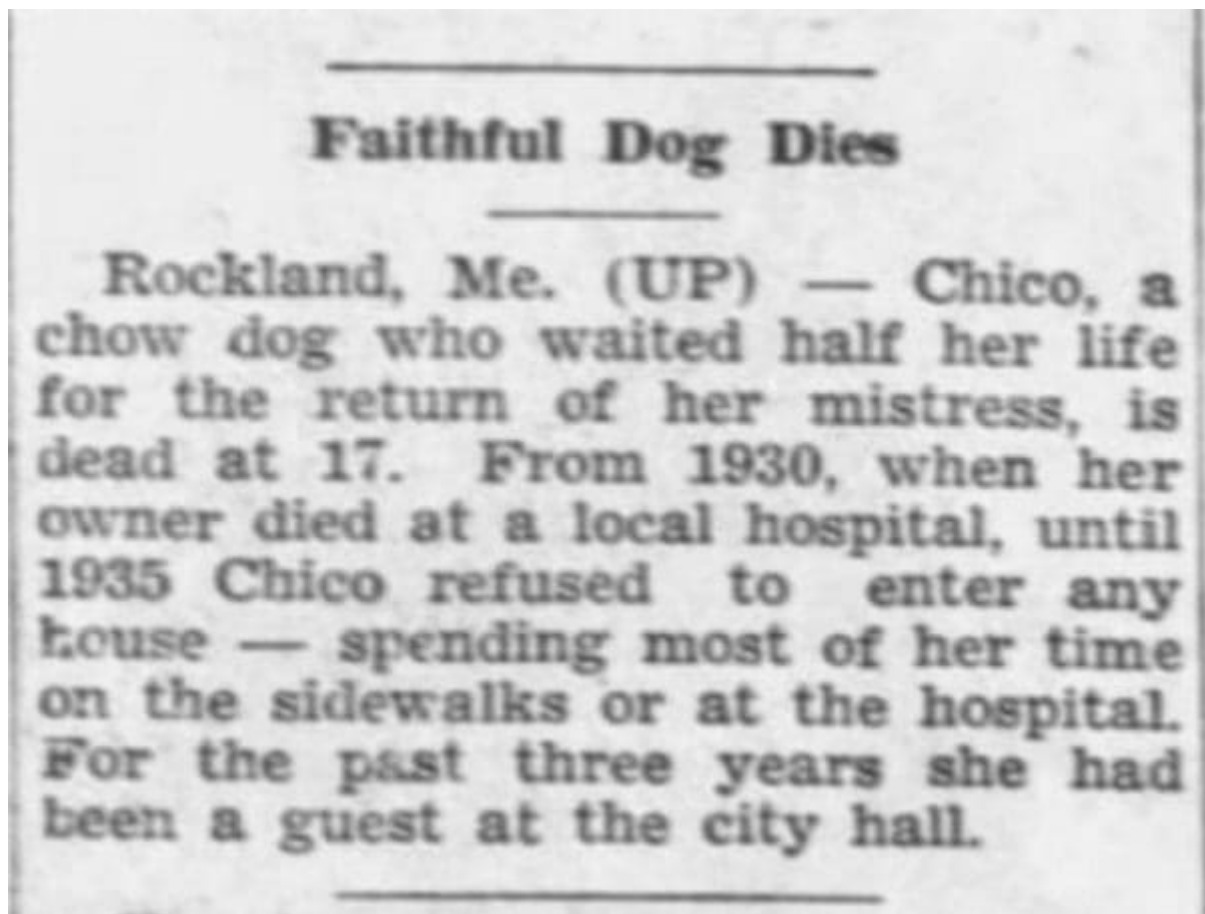 Faithful Dog Dies
Rockland, Me. (UP) — Chico, a
chow dog who waited half her life
for the return of her mistress, is
dead at 17. From 1930, when her
owner died at a local hospital, until
1935 Chico refused to enter any
house — spending most of her time
on the sidewalks or at the hospital.
For the past three years she had
been a guest at the city hall.